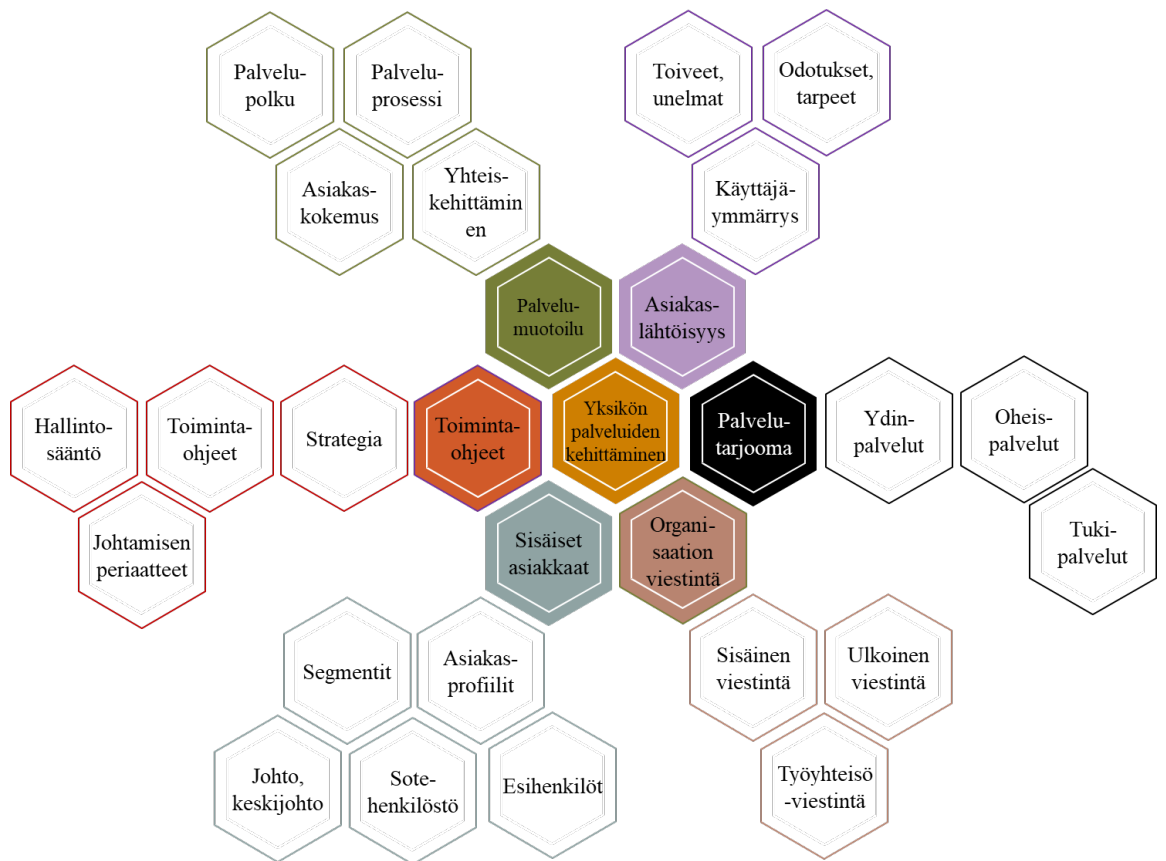 Palvelu-
polku
Palvelu-
prosessi
Toiveet,
unelmat
Odotukset,
tarpeet
Asiakas-
kokemus
Yhteis-
kehittämin
en
Käyttäjä-
ymmärrys
Palvelu-
muotoilu
Asiakas-
lähtöisyys
Hallinto-
sääntö
Toiminta-
ohjeet
Strategia
Toiminta-
ohjeet
Yksikön
palveluiden
kehittäminen
Palvelu-
tarjooma
Ydin-
palvelut
Oheis-
palvelut
Johtamisen
periaatteet
Sisäiset
asiakkaat
Organi-
saation
viestintä
Tuki-
palvelut
Segmentit
Asiakas-
profiilit
Sisäinen
viestintä
Ulkoinen
viestintä
Johto,
keskijohto
Sote-
henkilöstö
Esihenkilöt
Työyhteisö
-viestintä